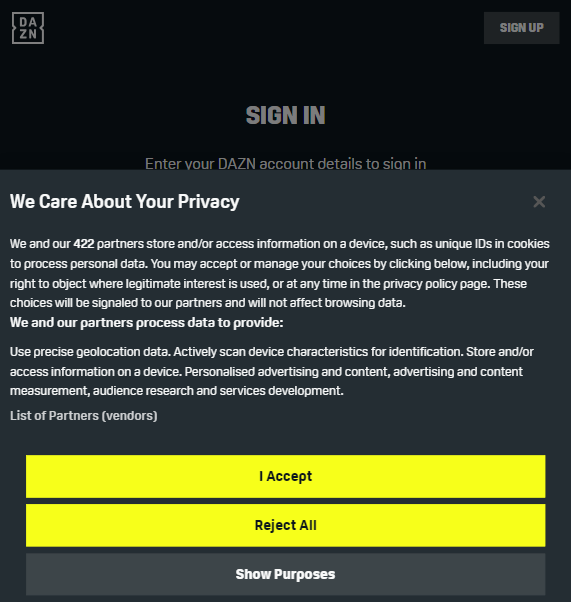 DA
ZN
SIGN UP
SIGN IN
Enter your DAZN account details to sign in
We Care About Your Privacy
We and our 422 partners store and/or access information on a device, such as unique IDs in cookies
to process personal data. You may accept or manage your choices by clicking below, including your
right to object where legitimate interest is used, or at any time in the privacy policy page. These
choices will be signaled to our partners and will not affect browsing data.
We and our partners process data to provide:
Use precise geolocation data. Actively scan device characteristics for identification. Store and/or
access information on a device. Personalised advertising and content, advertising and content
measurement, audience research and services development.
List of Partners (vendors)
I Accept
Reject All
Show Purposes